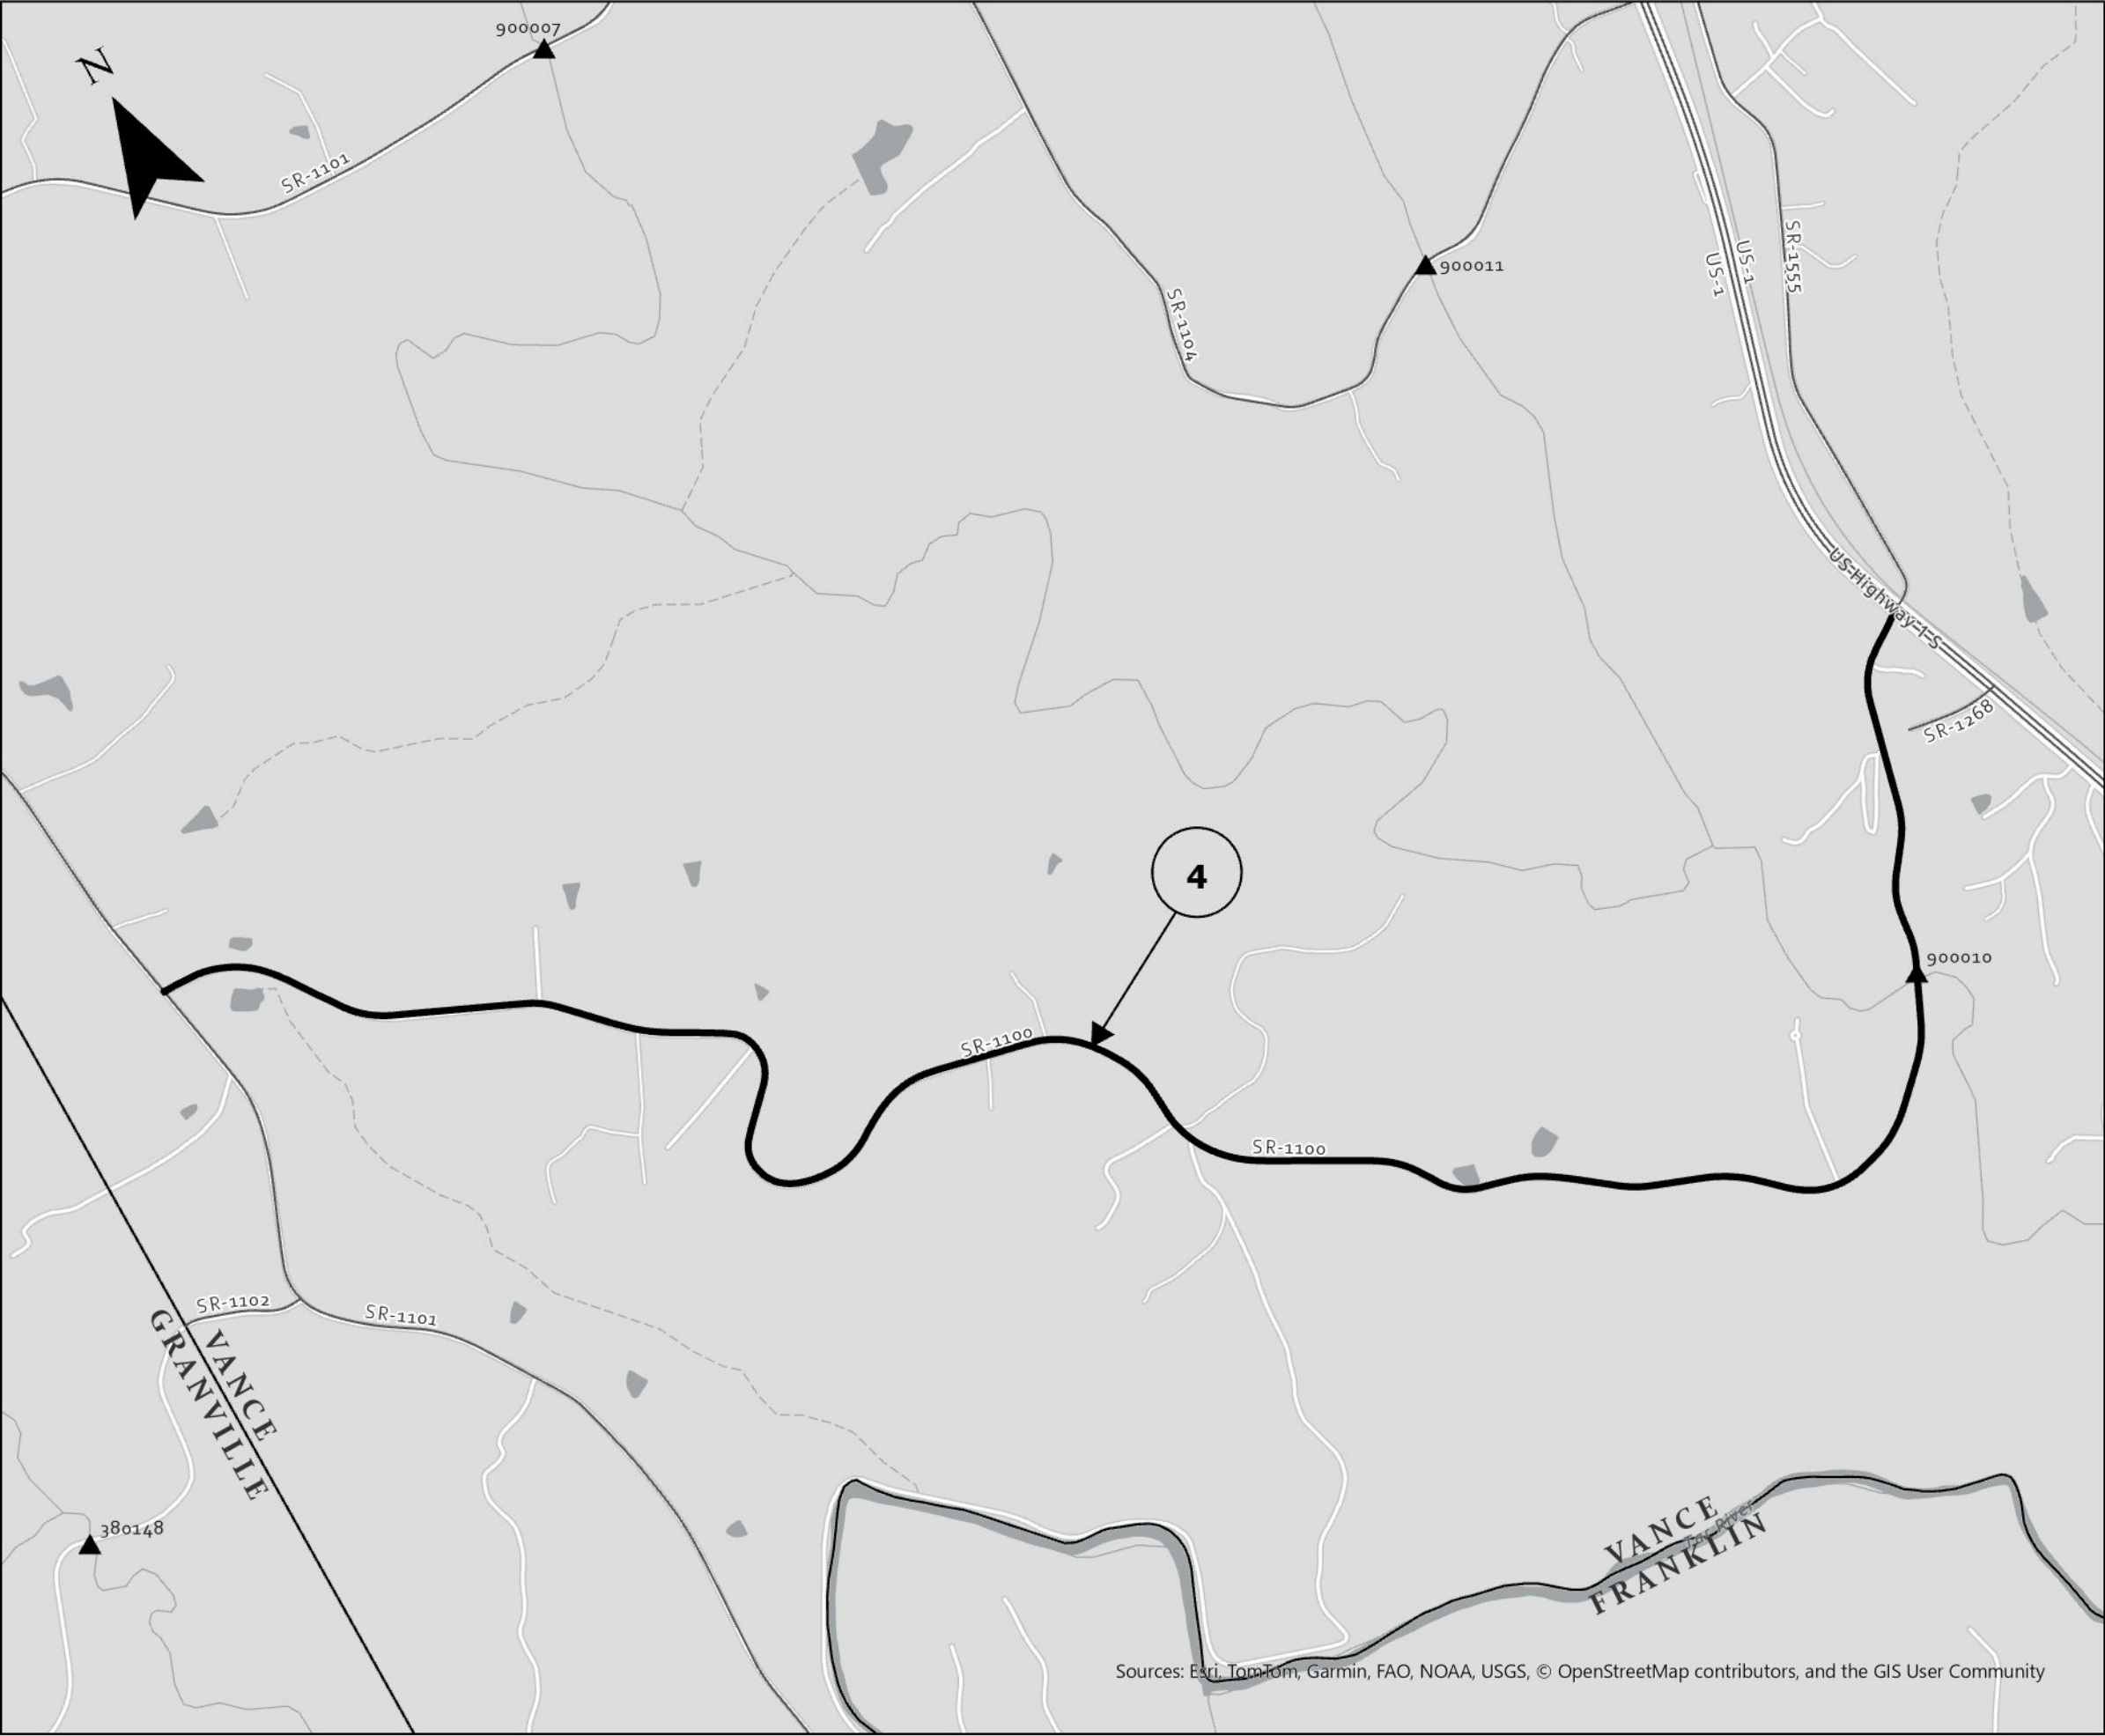 900007
N
SR-1101
SR-1104
900011
US-1
US-1
SR-1555
US-Highway-1-S
SR-1268
4
900010
SR-1100
SR-1100
SR-1102
SR-1101
VANCE
GRANVILLE
380148
VANCE
Tar River
FRANKLIN
Sources: Esri, TomTom, Garmin, FAO, NOAA, USGS, © OpenStreetMap contributors, and the GIS User Community